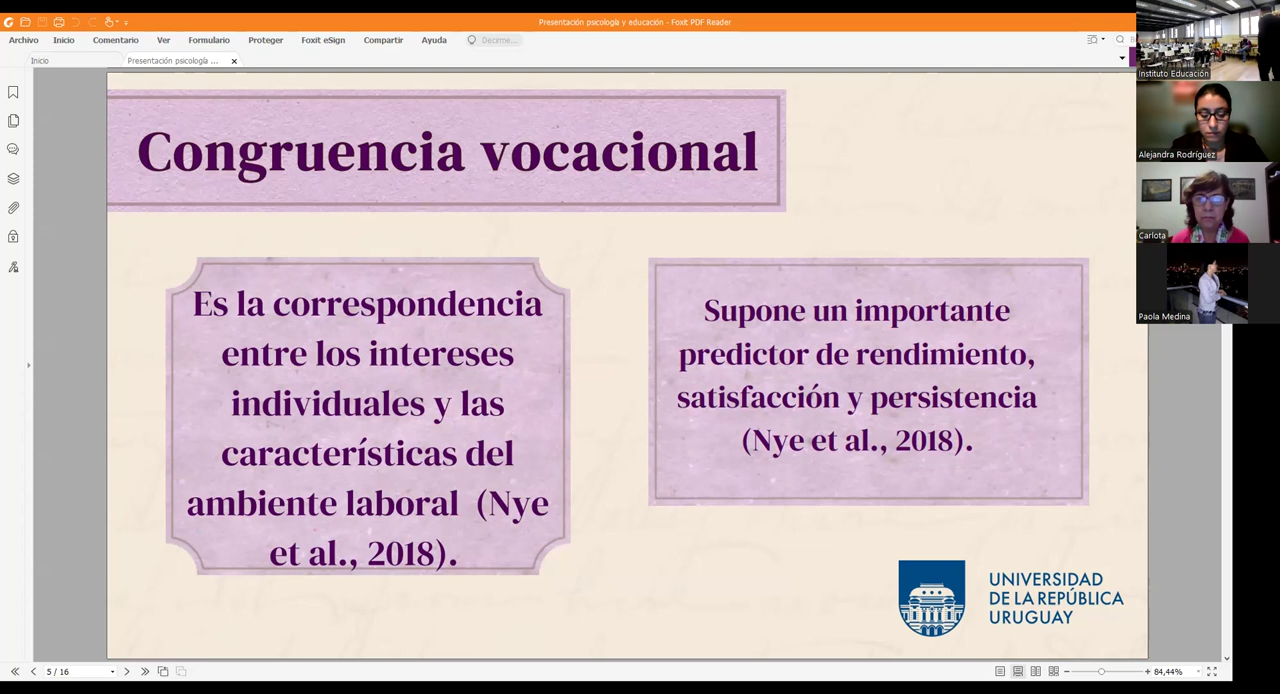 Presentación psicología y educación - Foxit PDF Reader
Archivo Inicio Comentario Ver Formulario Proteger Foxit eSign Compartir Ayuda Decirme...
Inicio Presentación psicología ...
Congruencia vocacional
Es la correspondencia
entre los intereses
individuales y las
características del
ambiente laboral (Nye
et al., 2018).
Supone un importante
predictor de rendimiento,
satisfacción y persistencia
(Nye et al., 2018).
UNIVERSIDAD
DE LA REPÚBLICA
URUGUAY
Instituto Educación
Alejandra Rodríguez
Carlota
Paola Medina
5 / 16
84,44%